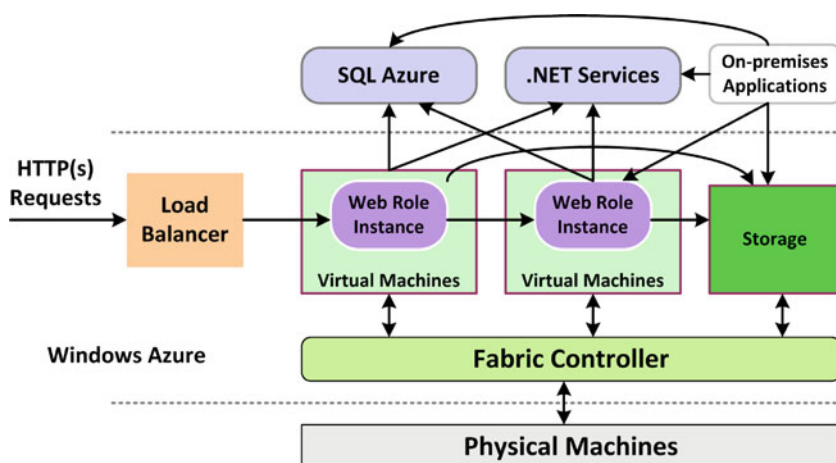 SQL Azure
.NET Services
On-premises
Applications
HTTP(s)
Requests
Load
Balancer
Web Role
Instance
Virtual Machines
Web Role
Instance
Virtual Machines
Storage
Windows Azure
Fabric Controller
Physical Machines